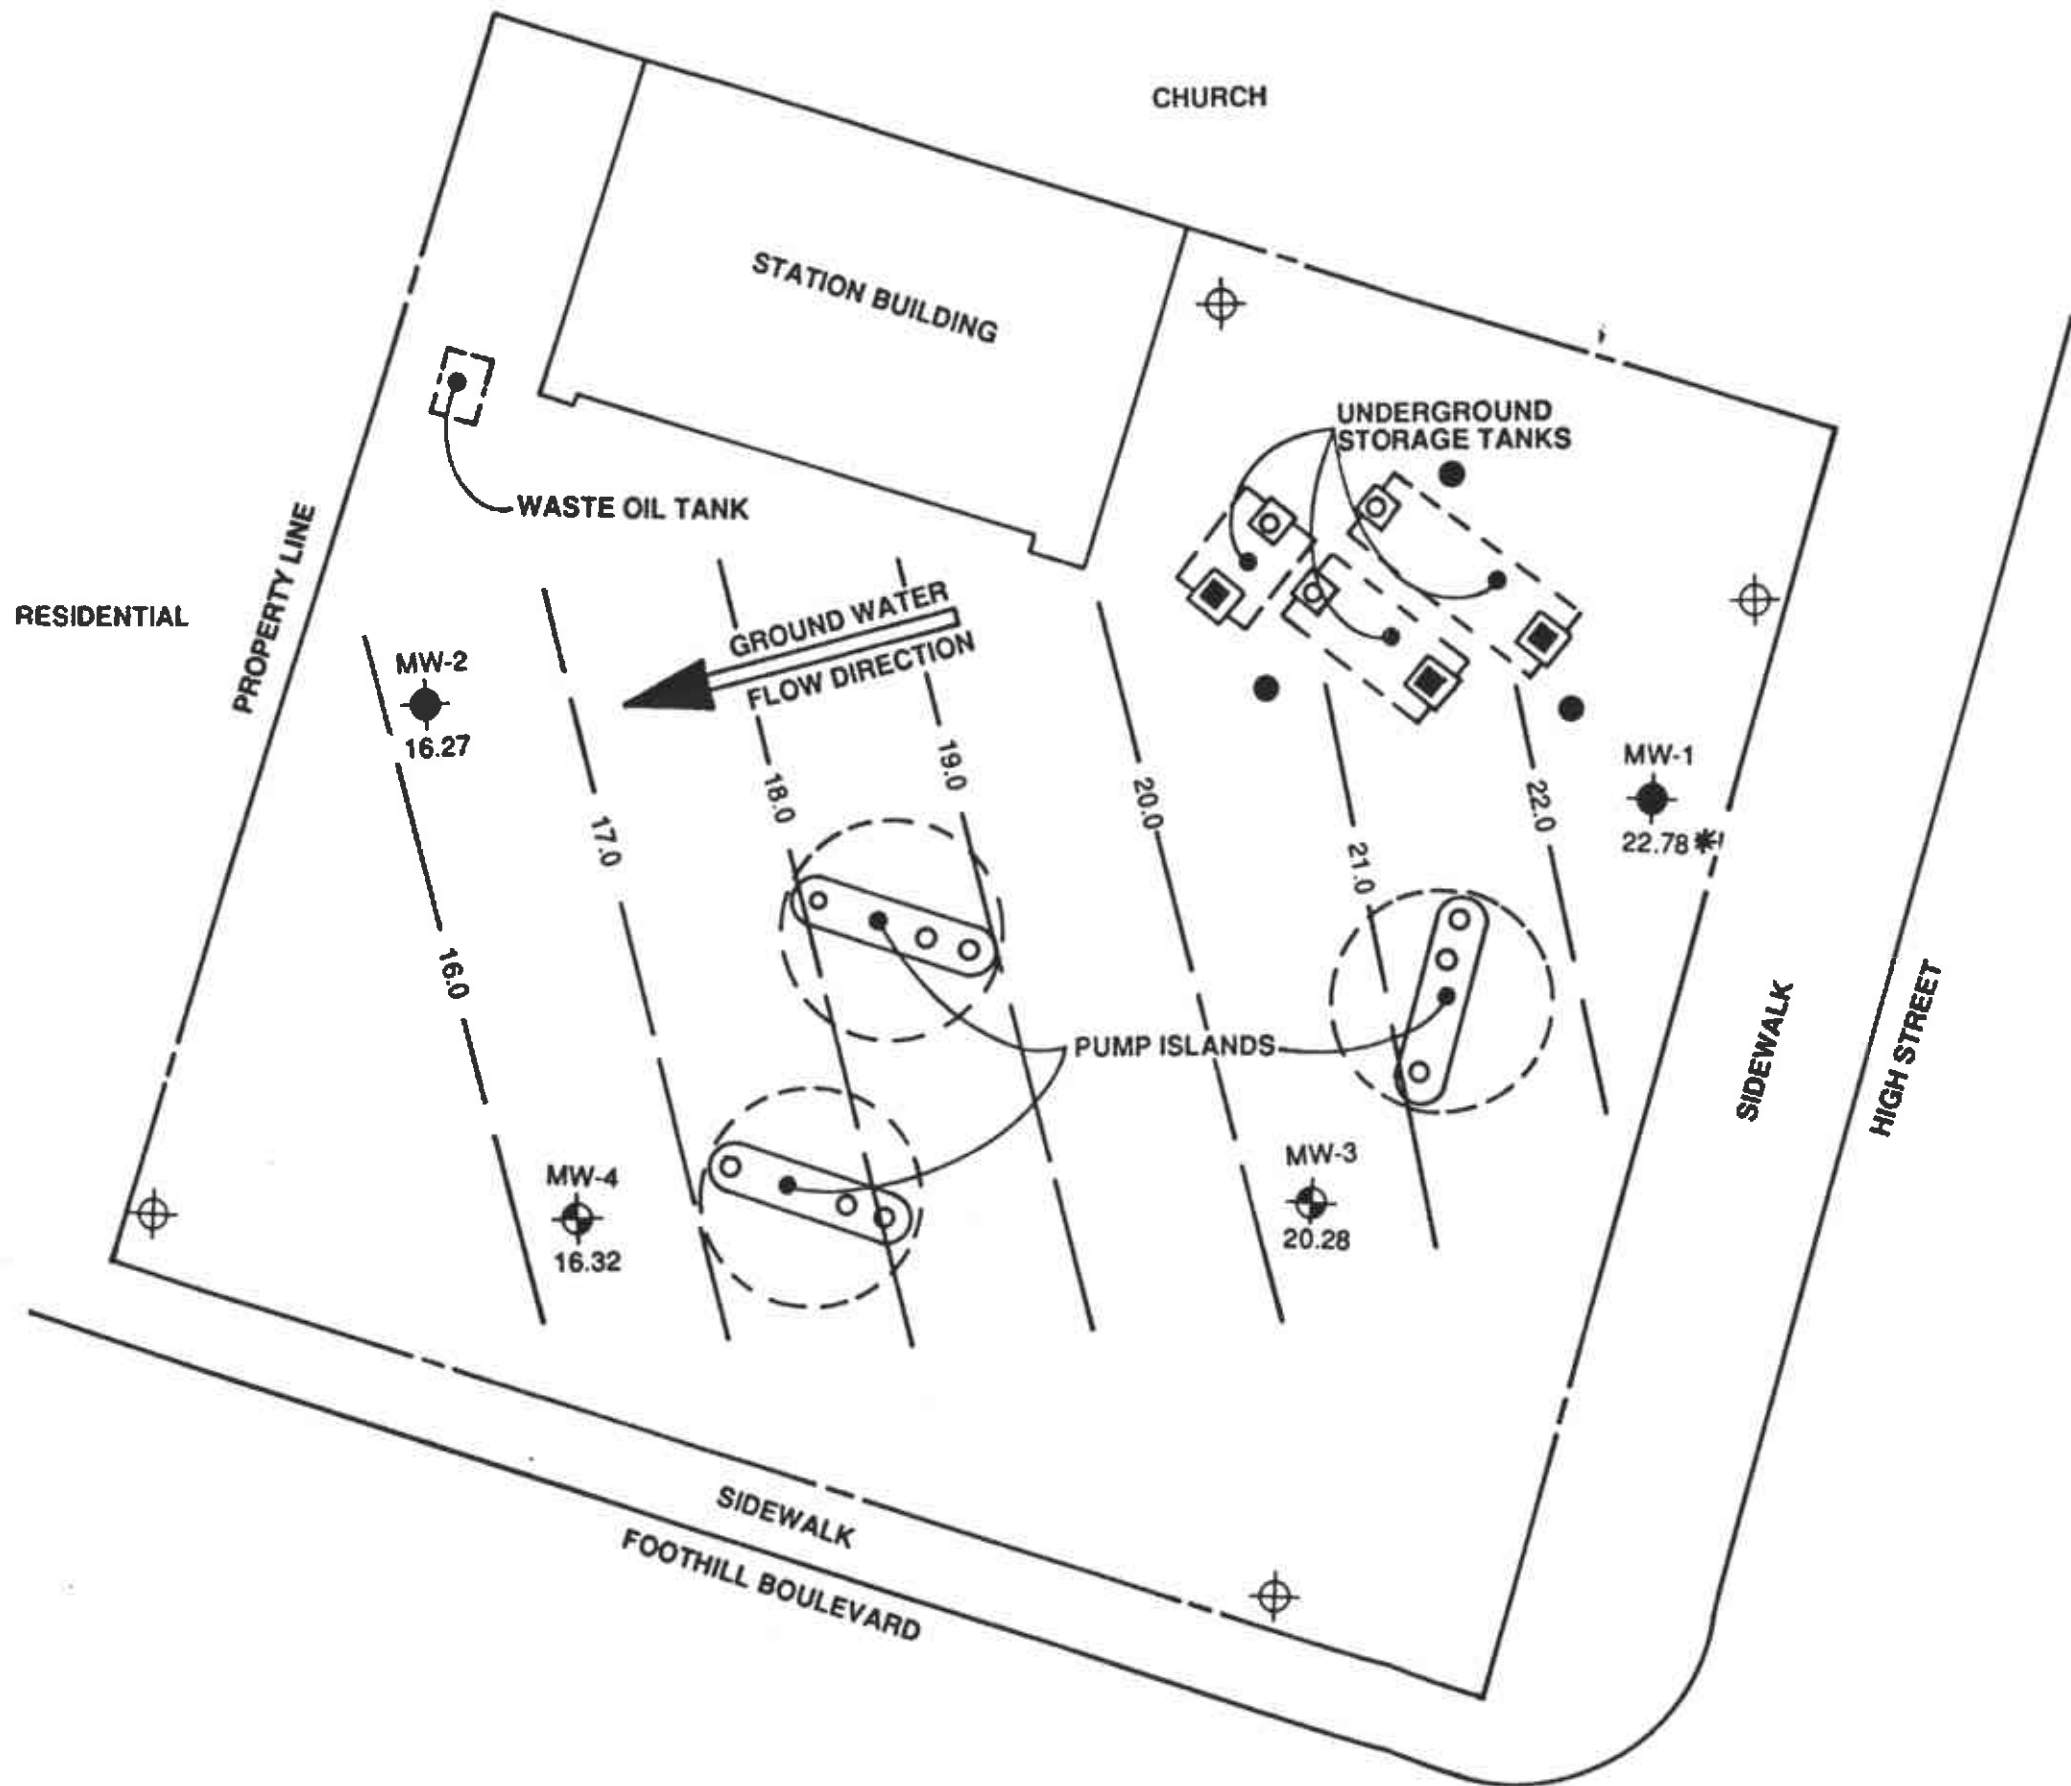 CHURCH
STATION BUILDING
UNDERGROUND
STORAGE TANKS
WASTE OIL TANK
PROPERTY LINE
RESIDENTIAL
GROUND WATER
FLOW DIRECTION
MW-2
16.27
MW-1
22.78*
16.0
17.0
18.0
19.0
20.0
21.0
22.0
PUMP ISLANDS
MW-4
16.32
MW-3
20.28
SIDEWALK
HIGH STREET
SIDEWALK
FOOTHILL BOULEVARD